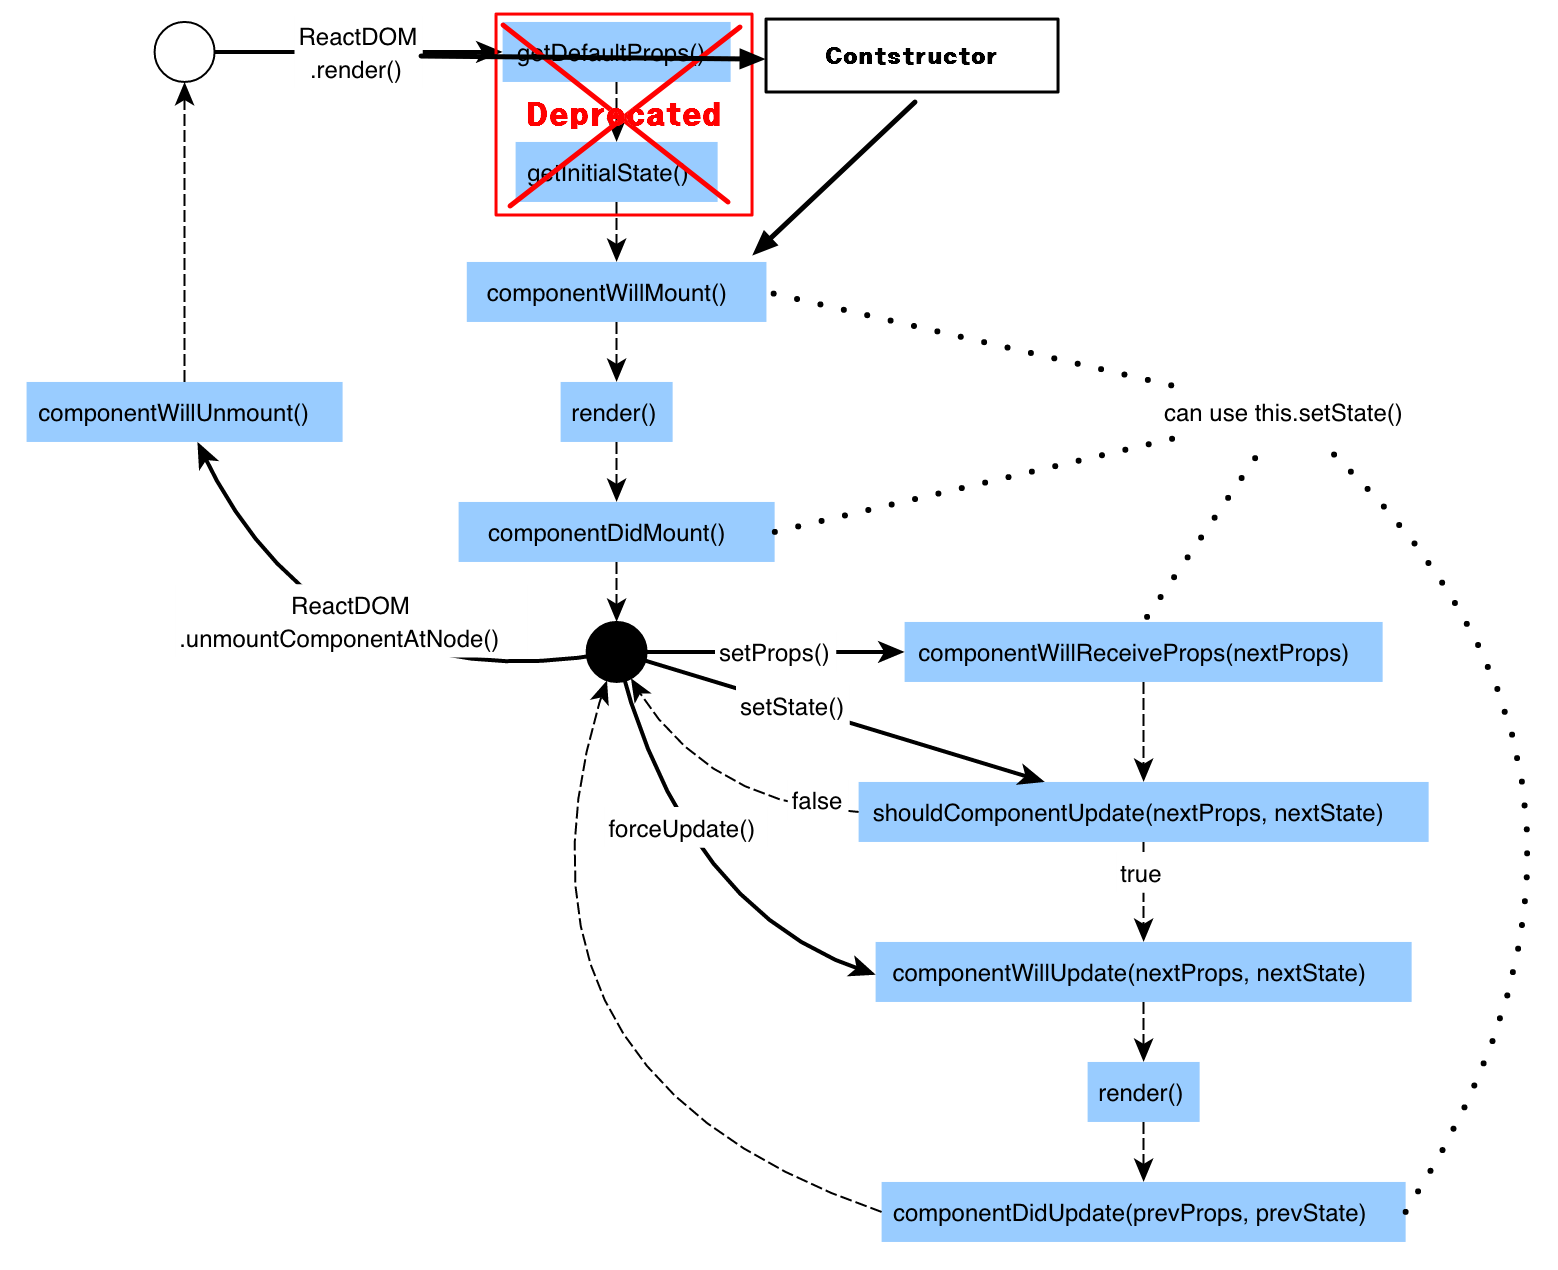 ReactDOM
.render()
getDefaultProps()
Contstructor
Deprecated
getInitialState()
componentWillMount()
componentWillUnmount()
render()
can use this.setState()
componentDidMount()
ReactDOM
.unmountComponentAtNode()
setProps()
componentWillReceiveProps(nextProps)
setState()
false
shouldComponentUpdate(nextProps, nextState)
forceUpdate()
true
componentWillUpdate(nextProps, nextState)
render()
componentDidUpdate(prevProps, prevState)